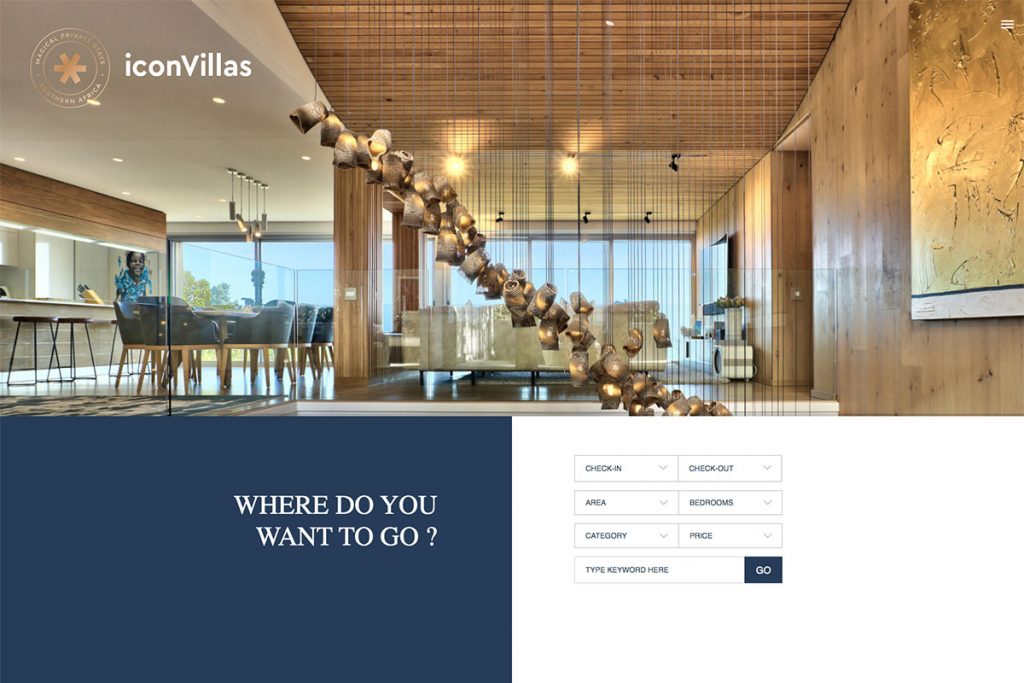 MAGICAL PRIVATE STAYS
SOUTHERN AFRICA
iconVillas
WHERE DO YOU
WANT TO GO ?
CHECK-IN
CHECK-OUT
AREA
BEDROOMS
CATEGORY
PRICE
TYPE KEYWORD HERE
GO